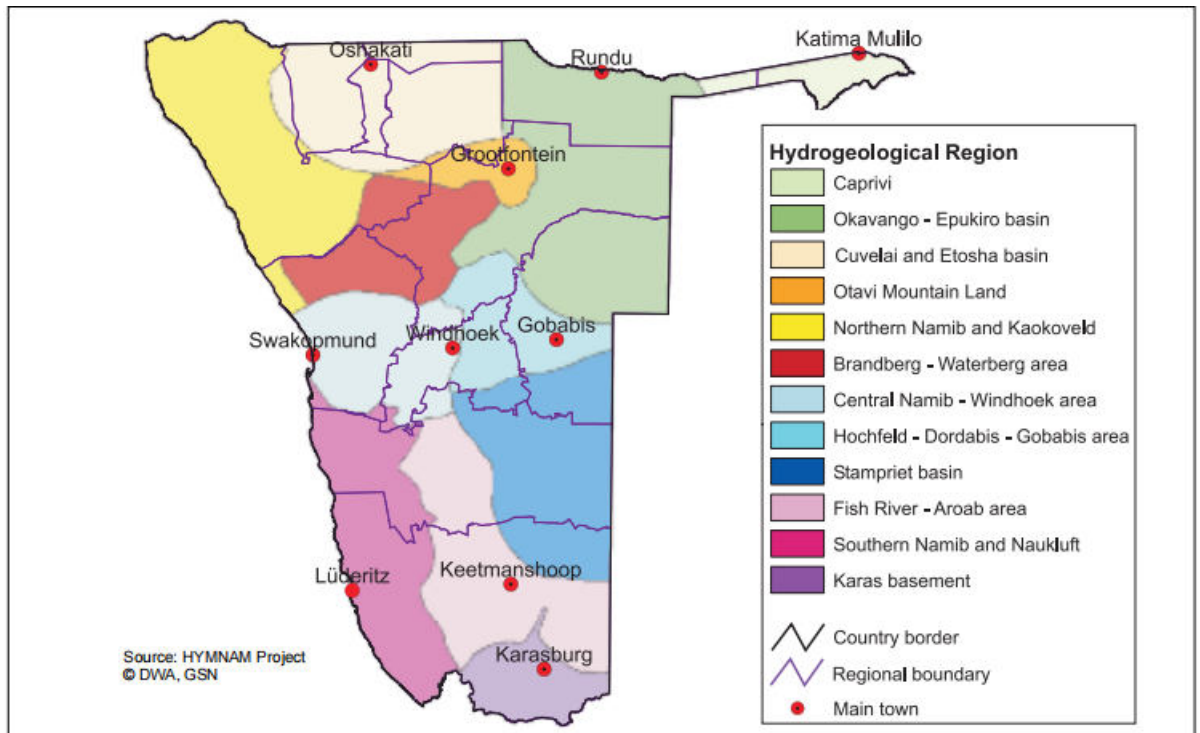 Katima Mulilo
Oshakati
Rundu
Grootfontein
Swakopmund
Windhoek
Gobabis
Lüderitz
Keetmanshoop
Karasburg
Source: HYMNAM Project
© DWA, GSN
Hydrogeological Region
Caprivi
Okavango - Epukiro basin
Cuvelai and Etosha basin
Otavi Mountain Land
Northern Namib and Kaokoveld
Brandberg - Waterberg area
Central Namib - Windhoek area
Hochfeld - Dordabis - Gobabis area
Stampriet basin
Fish River - Aroab area
Southern Namib and Naukluft
Karas basement
Country border
Regional boundary
Main town